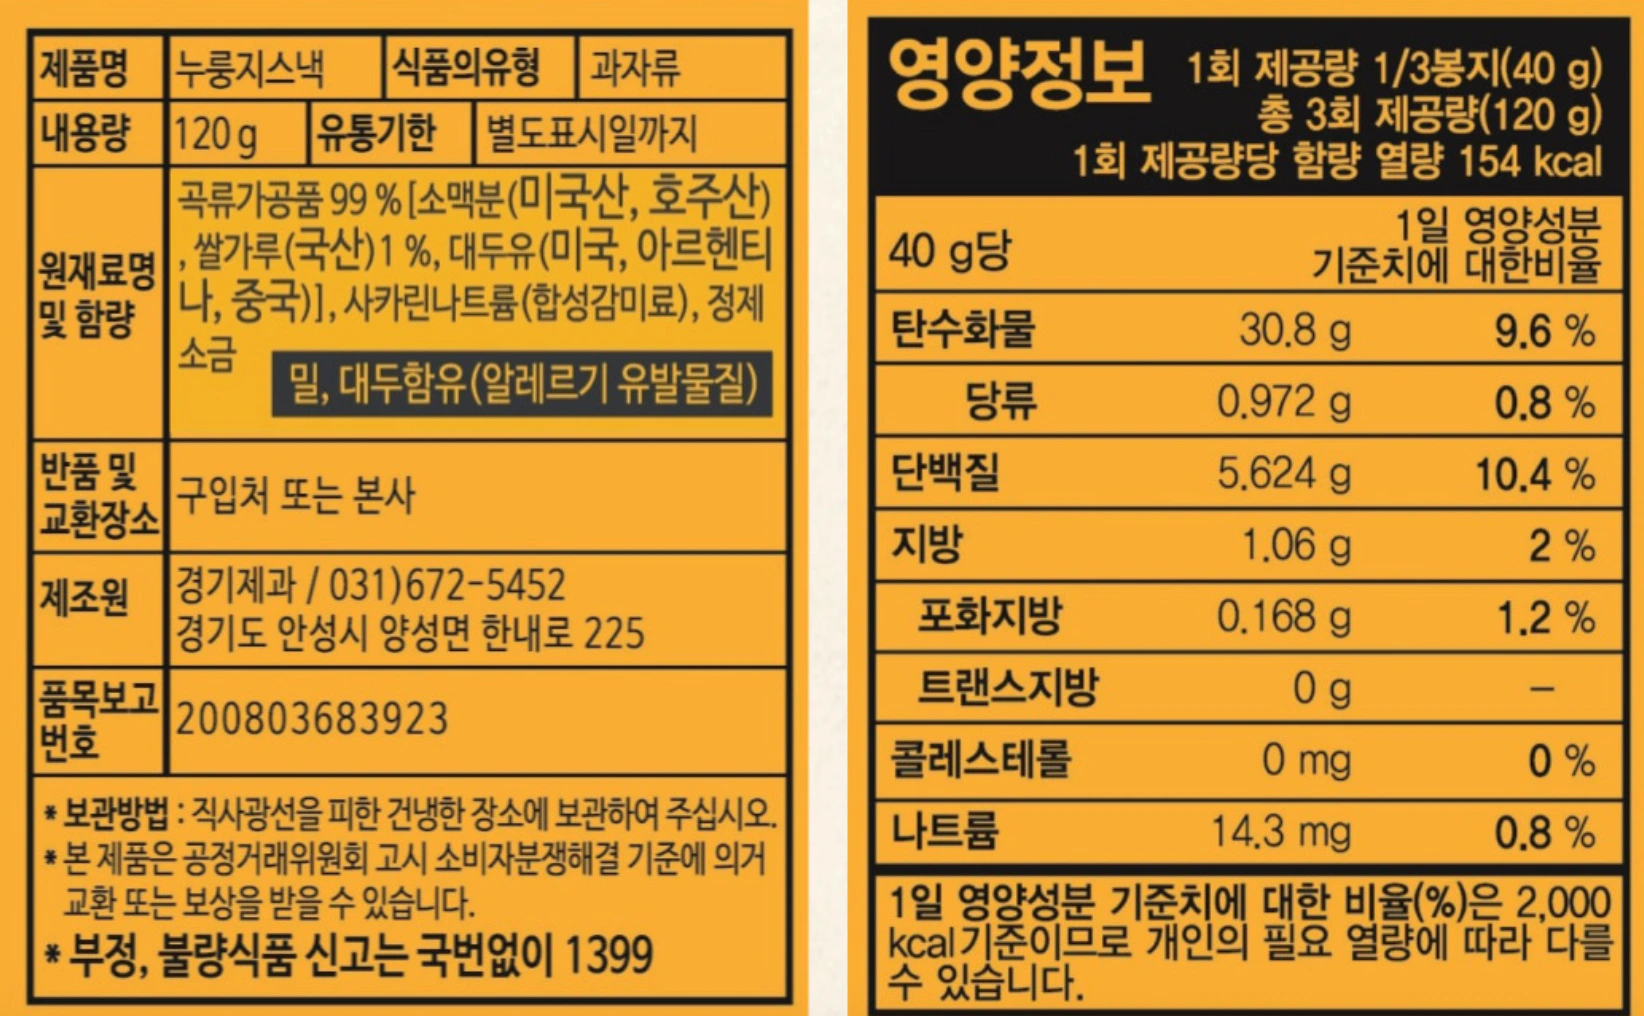 제품명 누룽지스낵 식품의유형 과자류
내용량 120 g 유통기한 별도표시일까지
원재료명 및 함량
곡류가공품 99 % [소맥분(미국산, 호주산)
, 쌀가루(국산) 1 %, 대두유(미국, 아르헨티
나, 중국)], 사카린나트륨(합성감미료), 정제
소금
밀, 대두함유(알레르기 유발물질)
반품 및
교환장소
구입처 또는 본사
제조원
경기제과 / 031)672-5452
경기도 안성시 양성면 한내로 225
품목보고
번호
200803683923
* 보관방법 : 직사광선을 피한 건냉한 장소에 보관하여 주십시오.
* 본 제품은 공정거래위원회 고시 소비자분쟁해결 기준에 의거
교환 또는 보상을 받을 수 있습니다.
* 부정, 불량식품 신고는 국번없이 1399
영양정보
1회 제공량 1/3봉지(40 g)
총 3회 제공량(120 g)
1회 제공량당 함량 열량 154 kcal
40 g당
1일 영양성분
기준치에 대한비율
탄수화물 30.8 g 9.6 %
당류 0.972 g 0.8 %
단백질 5.624 g 10.4 %
지방 1.06 g 2 %
포화지방 0.168 g 1.2 %
트랜스지방 0 g –
콜레스테롤 0 mg 0 %
나트륨 14.3 mg 0.8 %
1일 영양성분 기준치에 대한 비율(%)은 2,000
kcal기준이므로 개인의 필요 열량에 따라 다를
수 있습니다.